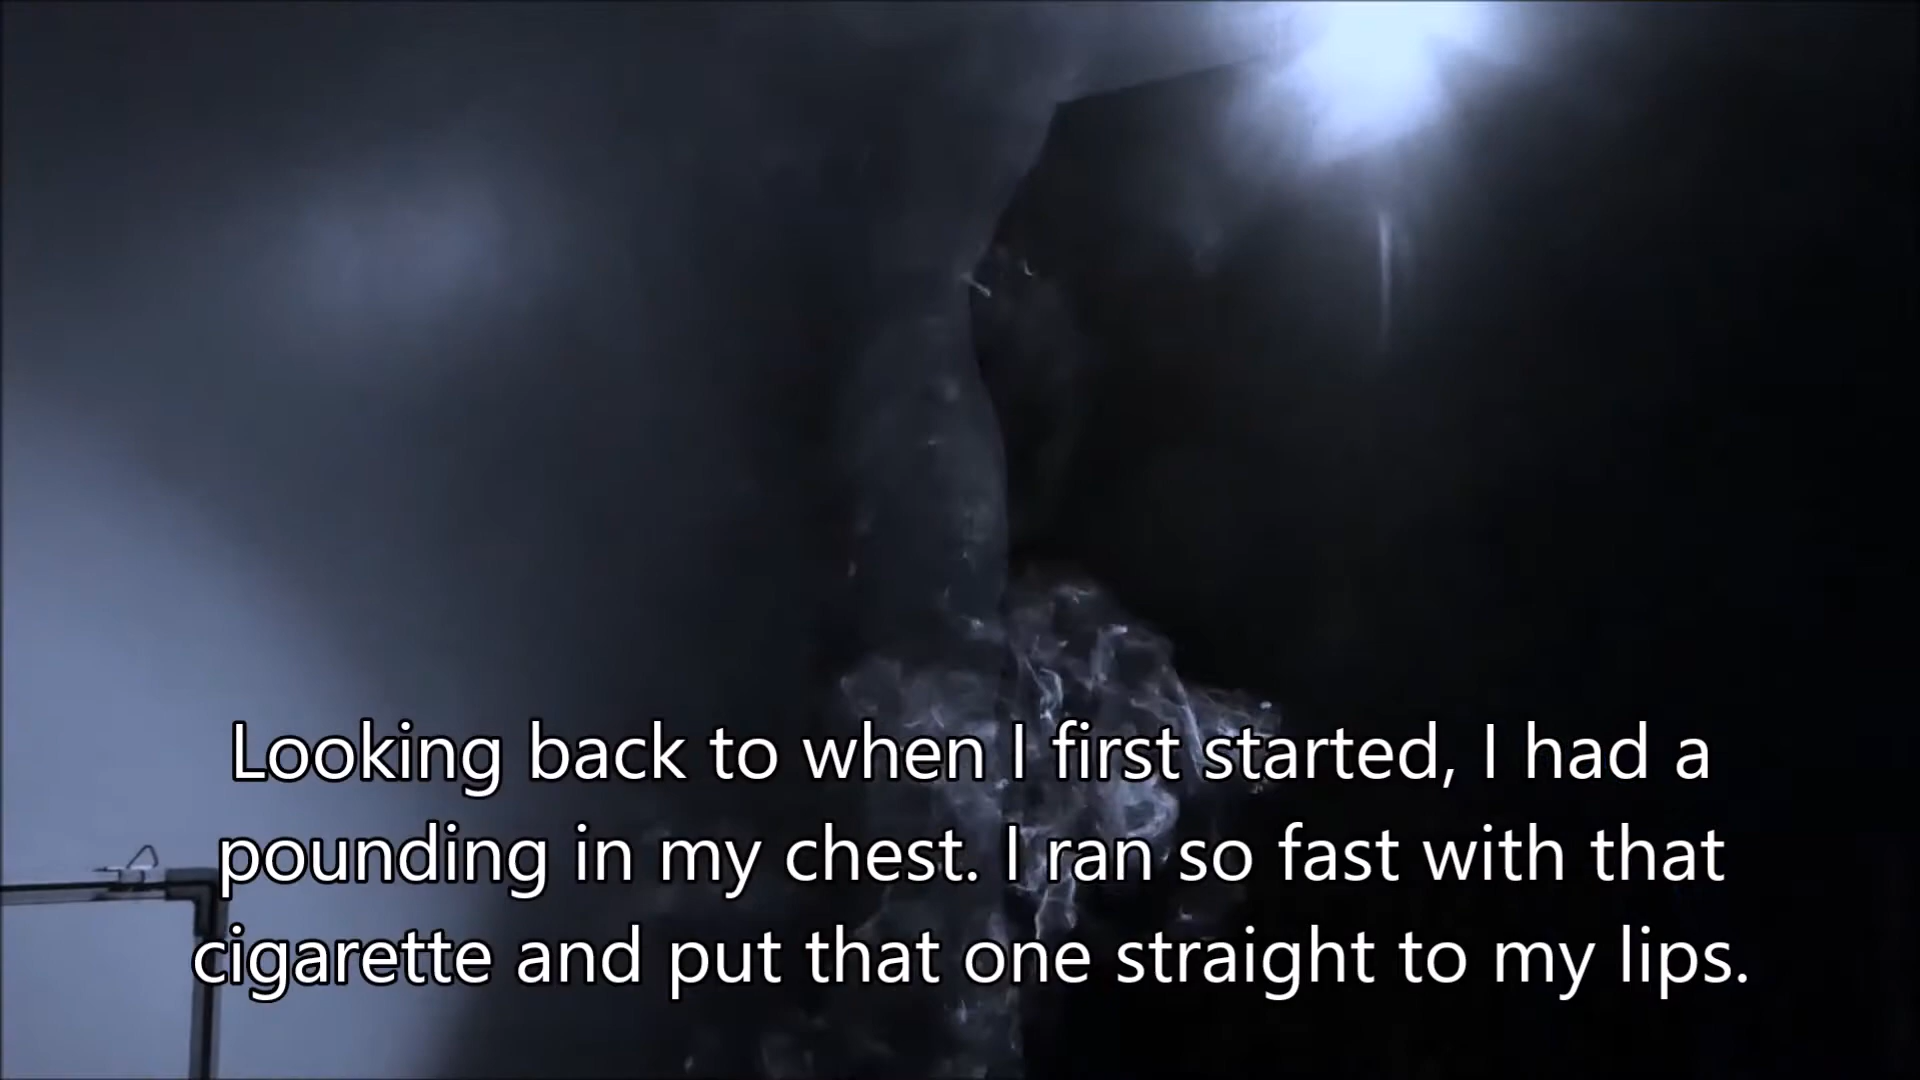 Looking back to when I first started, I had a
pounding in my chest. I ran so fast with that
cigarette and put that one straight to my lips.